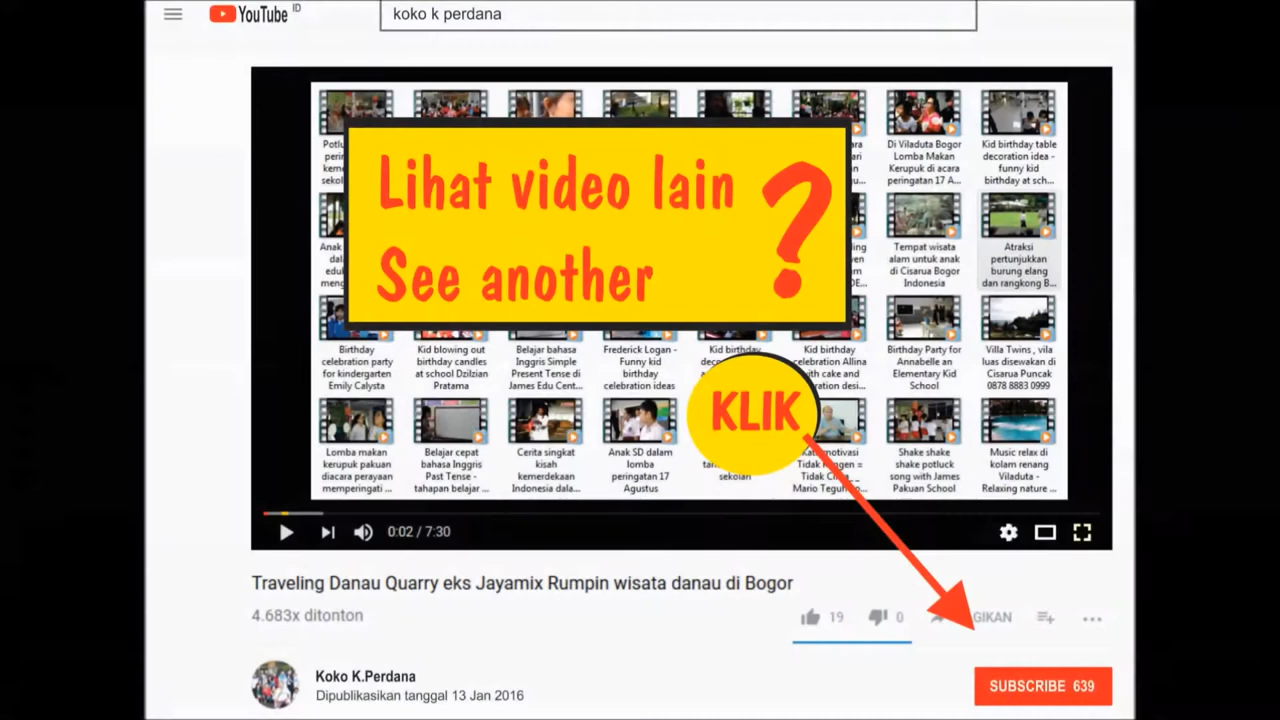 YouTube ID
koko k perdana
Di Viladuta Bogor
Lomba Makan
Kerupuk di acara
peringatan 17 A...
Kid birthday table
decoration idea -
funny kid
birthday at sch...
Lihat video lain
See another ?
Tempat wisata
alam untuk anak
di Cisarua Bogor
Indonesia
Atraksi
pertunjukkan
burung elang
dan rangkong B...
Birthday
celebration party
for kindergarten
Emily Calysta
Kid blowing out
birthday candles
at school Dzilzian
Pratama
Belajar bahasa
Inggris Simple
Present Tense di
James Edu Cent...
Frederick Logan -
Funny kid
birthday
celebration ideas
Kid birthday
Kid birthday
celebration Allina
with cake and
Birthday Party for
Annabelle an
Elementary Kid
School
Villa Twins , vila
luas disewakan di
Cisarua Puncak
0878 8883 0999
KLIK
Lomba makan
kerupuk pakuan
diacara perayaan
memperingati ...
Belajar cepat
bahasa Inggris
Past Tense -
tahapan belajar ...
Cerita singkat
kisah
kemerdekaan
Indonesia dala...
Anak SD dalam
lomba
peringatan 17
Agustus
sekolah
Kata motivasi
Tidak Kangen =
Tidak Cinta _
Mario Teguh
Shake shake
shake potluck
song with James
Pakuan School
Music relax di
kolam renang
Viladuta -
Relaxing nature ...
0:02 / 7:30
Traveling Danau Quarry eks Jayamix Rumpin wisata danau di Bogor
4.683x ditonton
19
0
GIKAN
Koko K.Perdana
Dipublikasikan tanggal 13 Jan 2016
SUBSCRIBE 639